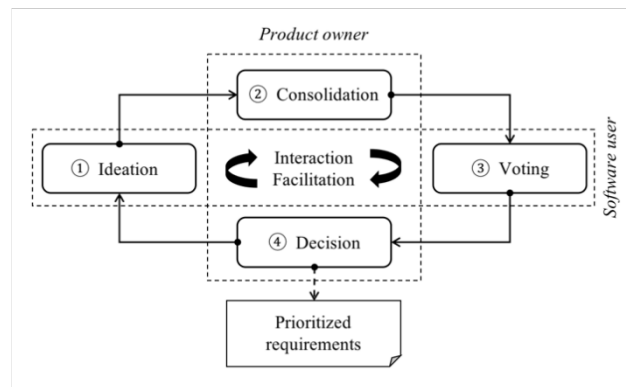 Product owner
② Consolidation
① Ideation
Interaction
Facilitation
③ Voting
Software user
④ Decision
Prioritized
requirements